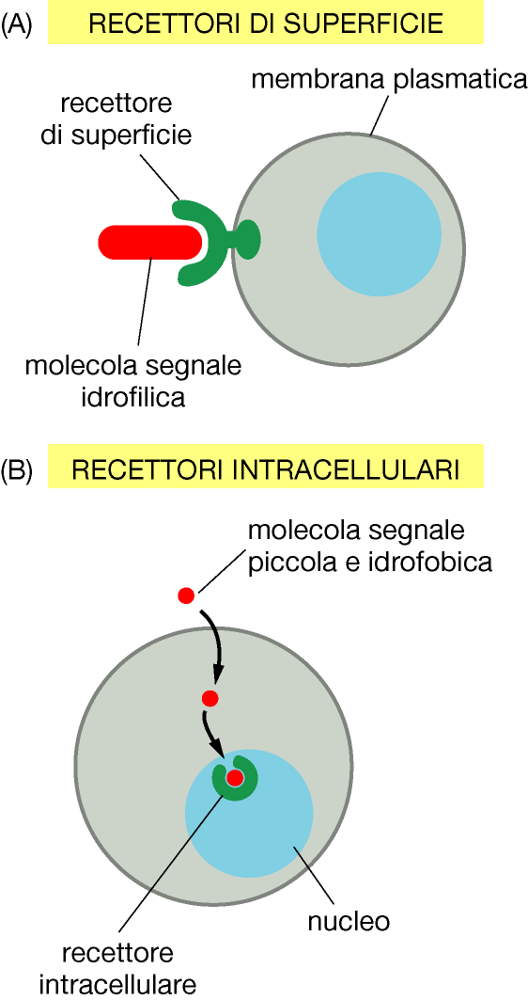 (A) RECETTORI DI SUPERFICIE
membrana plasmatica
recettore
di superficie
molecola segnale
idrofilica
(B) RECETTORI INTRACELLULARI
molecola segnale
piccola e idrofobica
nucleo
recettore
intracellulare